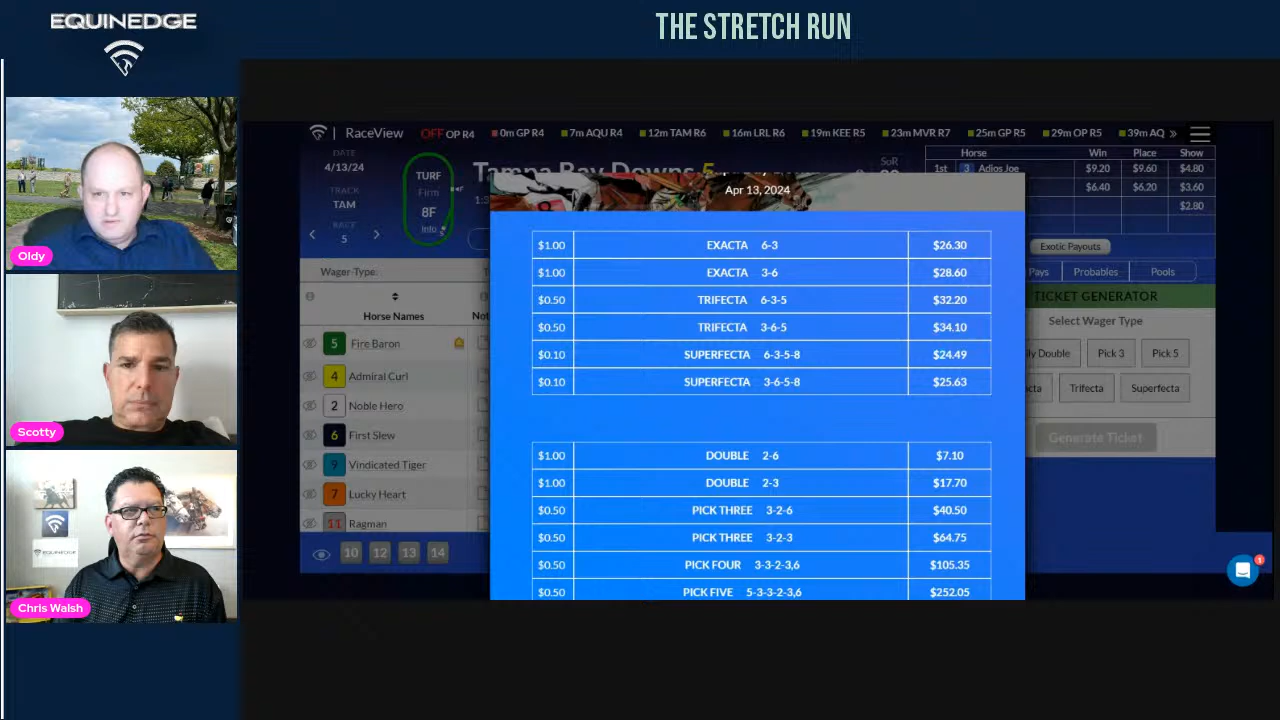 EQUINEDGE
THE STRETCH RUN
Oldy
Scotty
EQUINEDGE
Chris Walsh
RaceView
OFF OP R4
0m GP R4
7m AQU R4
12m TAM R6
16m LRL R6
19m KEE R5
23m MVR R7
25m GP R5
29m OP R5
39m AQ
DATE
4/13/24
TRACK
TAM
RACE
5
TURF
Firm
8F
Info
Tampa Bay Downs 5
SoR
Horse Win Place Show
1st 3 Adios Joe $9.20 $9.60 $4.80
$6.40 $6.20 $3.60
$2.80
Exotic Payouts
Pays Probables Pools
TICKET GENERATOR
Select Wager Type
Double Pick 3 Pick 5
Trifecta Superfecta
Generate Ticket
Wager Type:
Horse Names
5 Fire Baron
4 Admiral Curl
2 Noble Hero
6 First Slew
9 Vindicated Tiger
7 Lucky Heart
11 Ragman
10 12 13 14
Apr 13, 2024
$1.00 EXACTA 6-3 $26.30
$1.00 EXACTA 3-6 $28.60
$0.50 TRIFECTA 6-3-5 $32.20
$0.50 TRIFECTA 3-6-5 $34.10
$0.10 SUPERFECTA 6-3-5-8 $24.49
$0.10 SUPERFECTA 3-6-5-8 $25.63
$1.00 DOUBLE 2-6 $7.10
$1.00 DOUBLE 2-3 $17.70
$0.50 PICK THREE 3-2-6 $40.50
$0.50 PICK THREE 3-2-3 $64.75
$0.50 PICK FOUR 3-3-2-3,6 $105.35
$0.50 PICK FIVE 5-3-3-2-3,6 $252.05
1